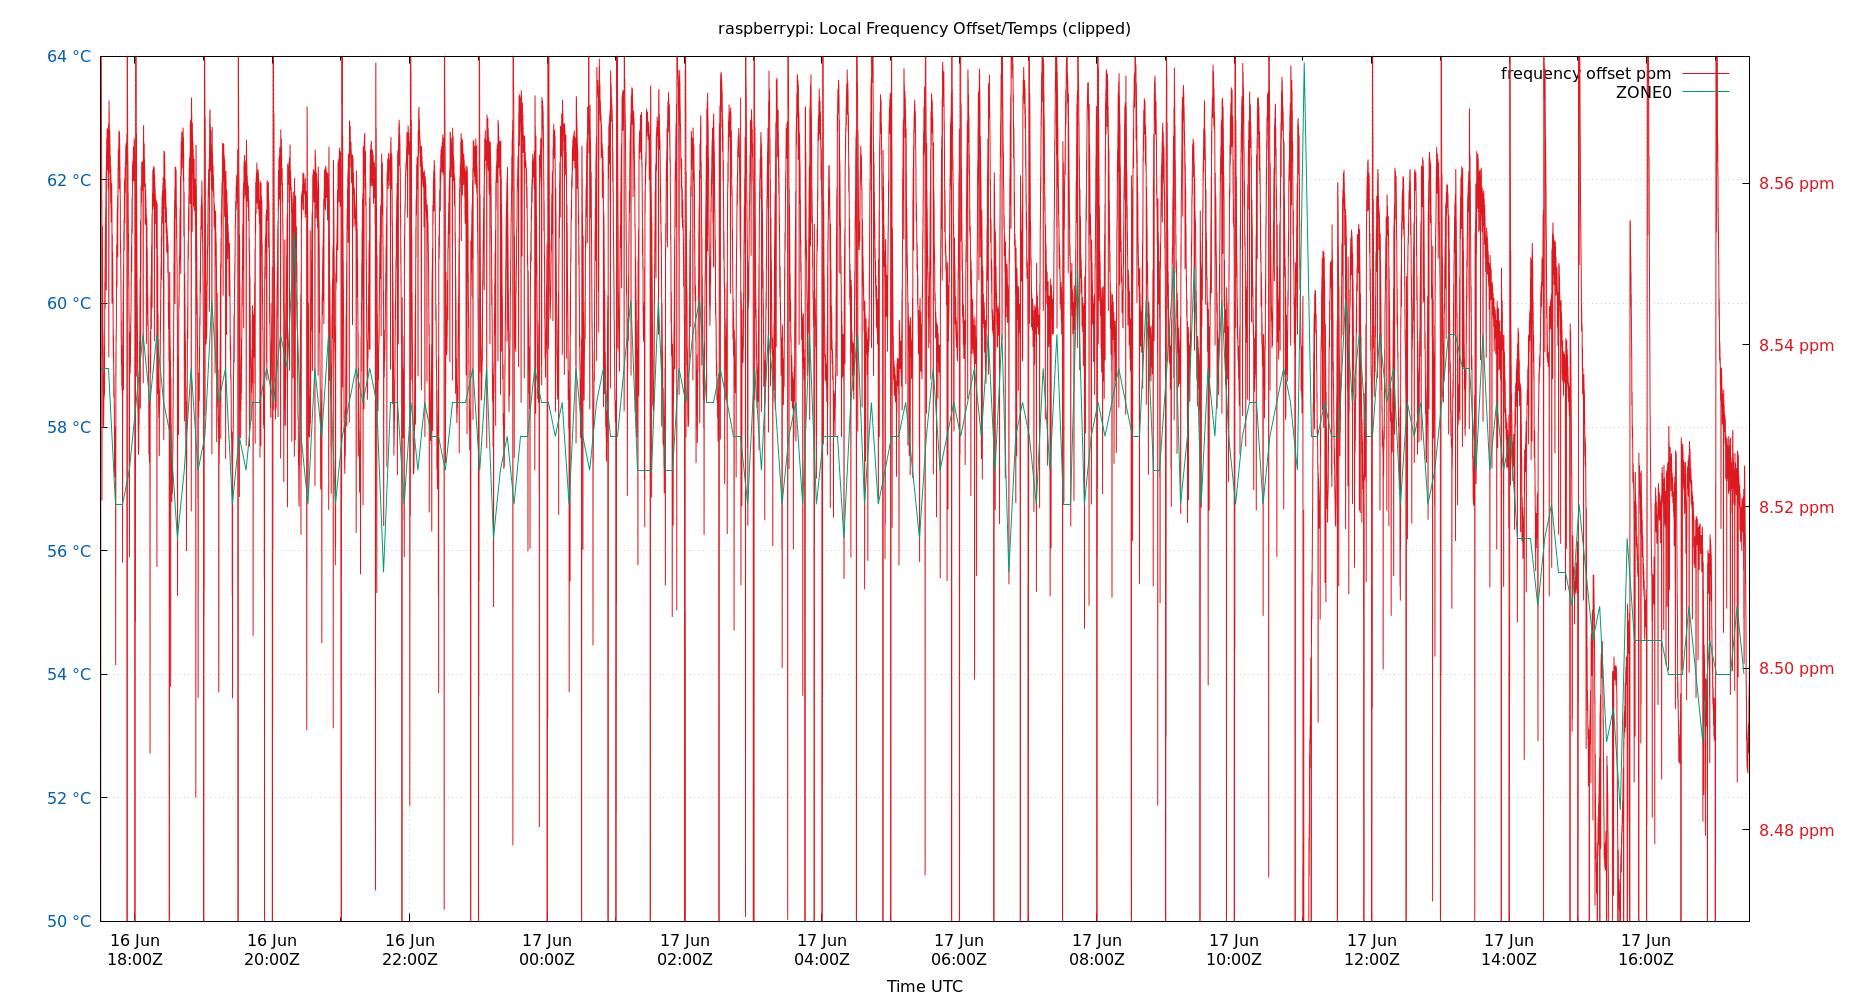 raspberrypi: Local Frequency Offset/Temps (clipped)
64 °C
62 °C
60 °C
58 °C
56 °C
54 °C
52 °C
50 °C
frequency offset ppm
ZONE0
8.56 ppm
8.54 ppm
8.52 ppm
8.50 ppm
8.48 ppm
16 Jun 16 Jun 16 Jun 17 Jun 17 Jun 17 Jun 17 Jun 17 Jun 17 Jun 17 Jun 17 Jun 17 Jun
18:00Z 20:00Z 22:00Z 00:00Z 02:00Z 04:00Z 06:00Z 08:00Z 10:00Z 12:00Z 14:00Z 16:00Z
Time UTC